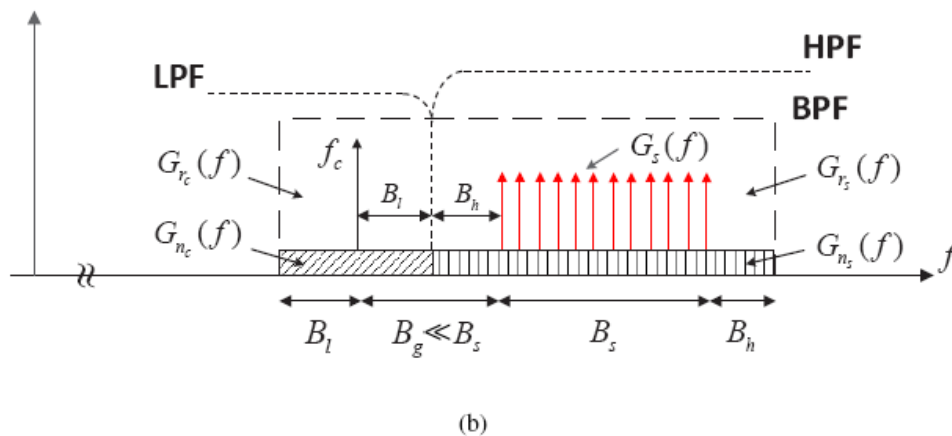 HPF
LPF
BPF
G_{r_c}(f)
f_c
G_s(f)
G_{r_s}(f)
B_l
B_h
G_{n_c}(f)
G_{n_s}(f)
f
B_l
B_g ≪ B_s
B_s
B_h
(b)